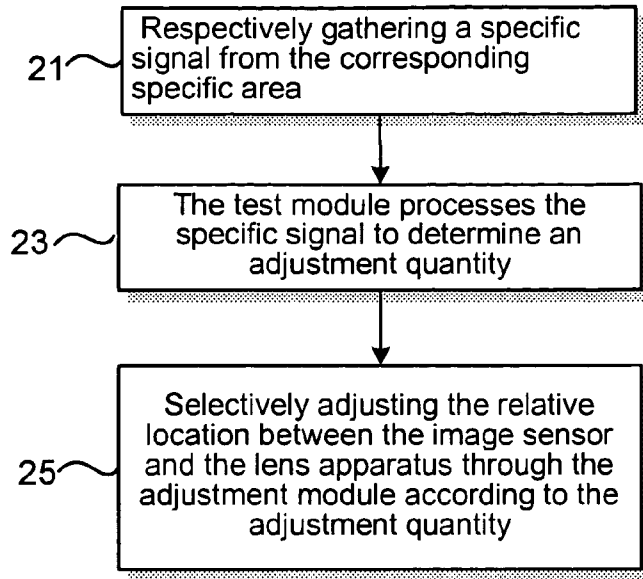 21
Respectively gathering a specific
signal from the corresponding
specific area
23
The test module processes the
specific signal to determine an
adjustment quantity
25
Selectively adjusting the relative
location between the image sensor
and the lens apparatus through the
adjustment module according to the
adjustment quantity